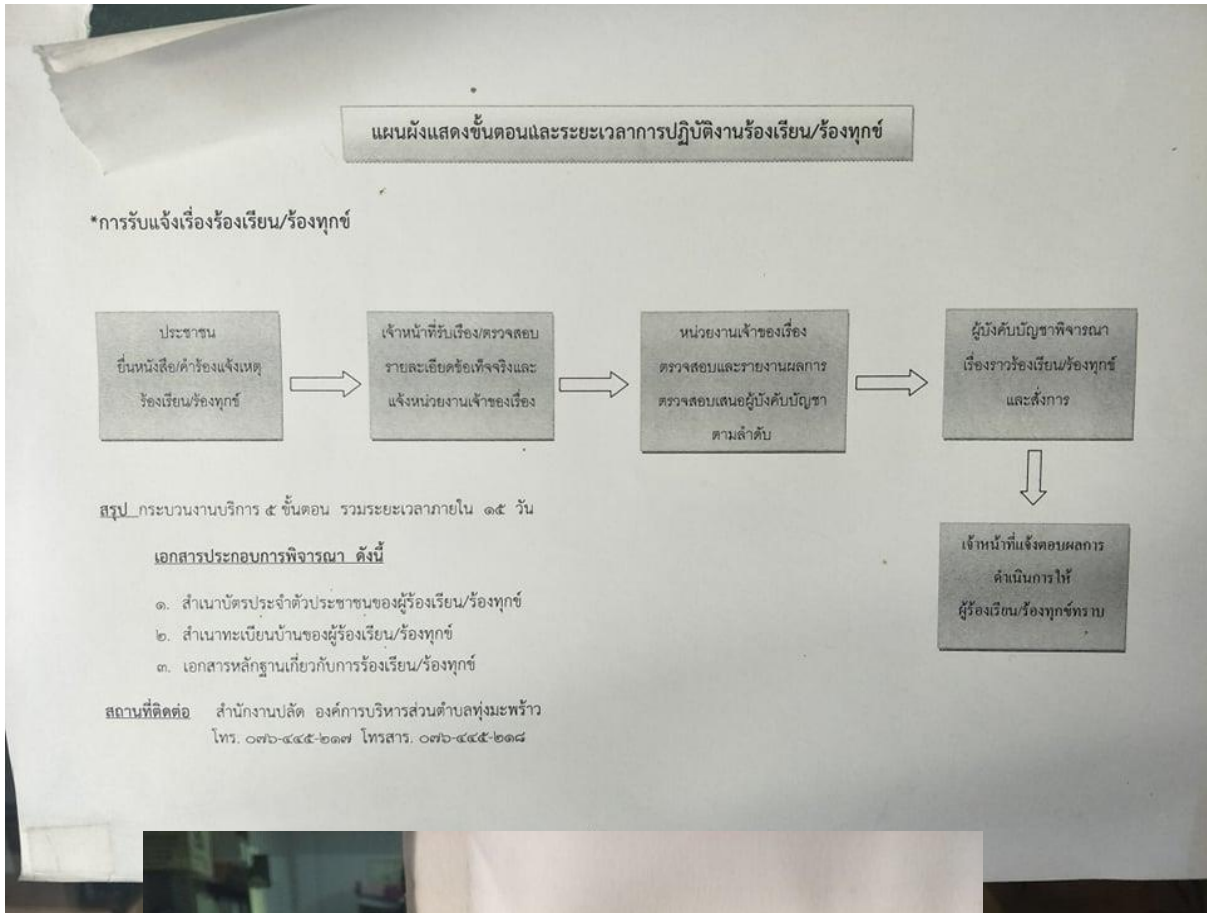 แผนผังแสดงขั้นตอนและระยะเวลาการปฏิบัติงานร้องเรียน/ร้องทุกข์
*การรับแจ้งเรื่องร้องเรียน/ร้องทุกข์
ประชาชน
ยื่นหนังสือ/คำร้องแจ้งเหตุ
ร้องเรียน/ร้องทุกข์
เจ้าหน้าที่รับเรื่อง/ตรวจสอบ
รายละเอียดข้อเท็จจริงและ
แจ้งหน่วยงานเจ้าของเรื่อง
หน่วยงานเจ้าของเรื่อง
ตรวจสอบและรายงานผลการ
ตรวจสอบเสนอผู้บังคับบัญชา
ตามลำดับ
ผู้บังคับบัญชาพิจารณา
เรื่องราวร้องเรียน/ร้องทุกข์
และสั่งการ
เจ้าหน้าที่แจ้งตอบผลการ
ดำเนินการให้
ผู้ร้องเรียน/ร้องทุกข์ทราบ
สรุป กระบวนงานบริการ ๕ ขั้นตอน รวมระยะเวลาภายใน ๑๕ วัน
เอกสารประกอบการพิจารณา ดังนี้
๑. สำเนาบัตรประจำตัวประชาชนของผู้ร้องเรียน/ร้องทุกข์
๒. สำเนาทะเบียนบ้านของผู้ร้องเรียน/ร้องทุกข์
๓. เอกสารหลักฐานเกี่ยวกับการร้องเรียน/ร้องทุกข์
สถานที่ติดต่อ สำนักงานปลัด องค์การบริหารส่วนตำบลทุ่งมะพร้าว
โทร. ๐๗๖-๔๔๕-๒๑๗ โทรสาร. ๐๗๖-๔๔๕-๒๑๘